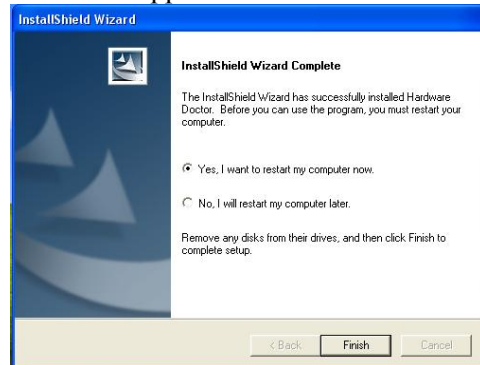 InstallShield Wizard
InstallShield Wizard Complete
The InstallShield Wizard has successfully installed Hardware
Doctor. Before you can use the program, you must restart your
computer.
Yes, I want to restart my computer now.
No, I will restart my computer later.
Remove any disks from their drives, and then click Finish to
complete setup.
< Back Finish Cancel